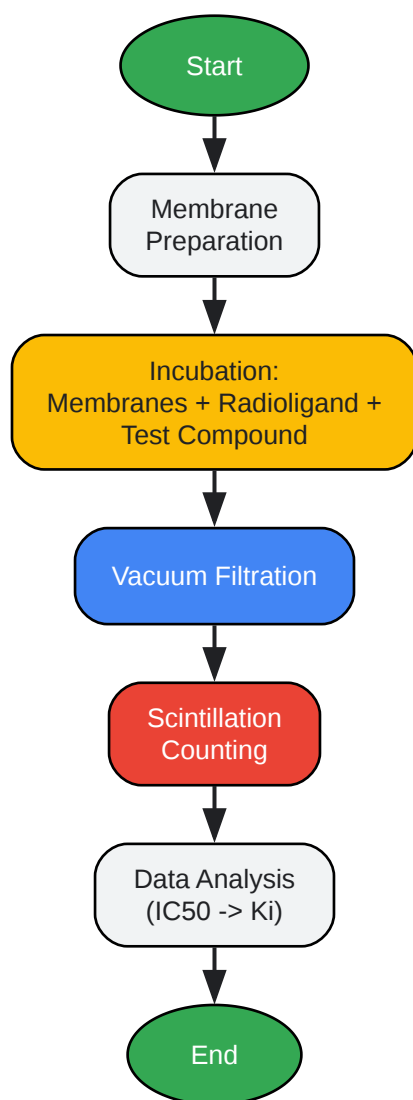 Start
Membrane
Preparation
Incubation:
Membranes + Radioligand +
Test Compound
Vacuum Filtration
Scintillation
Counting
Data Analysis
(IC50 -> Ki)
End